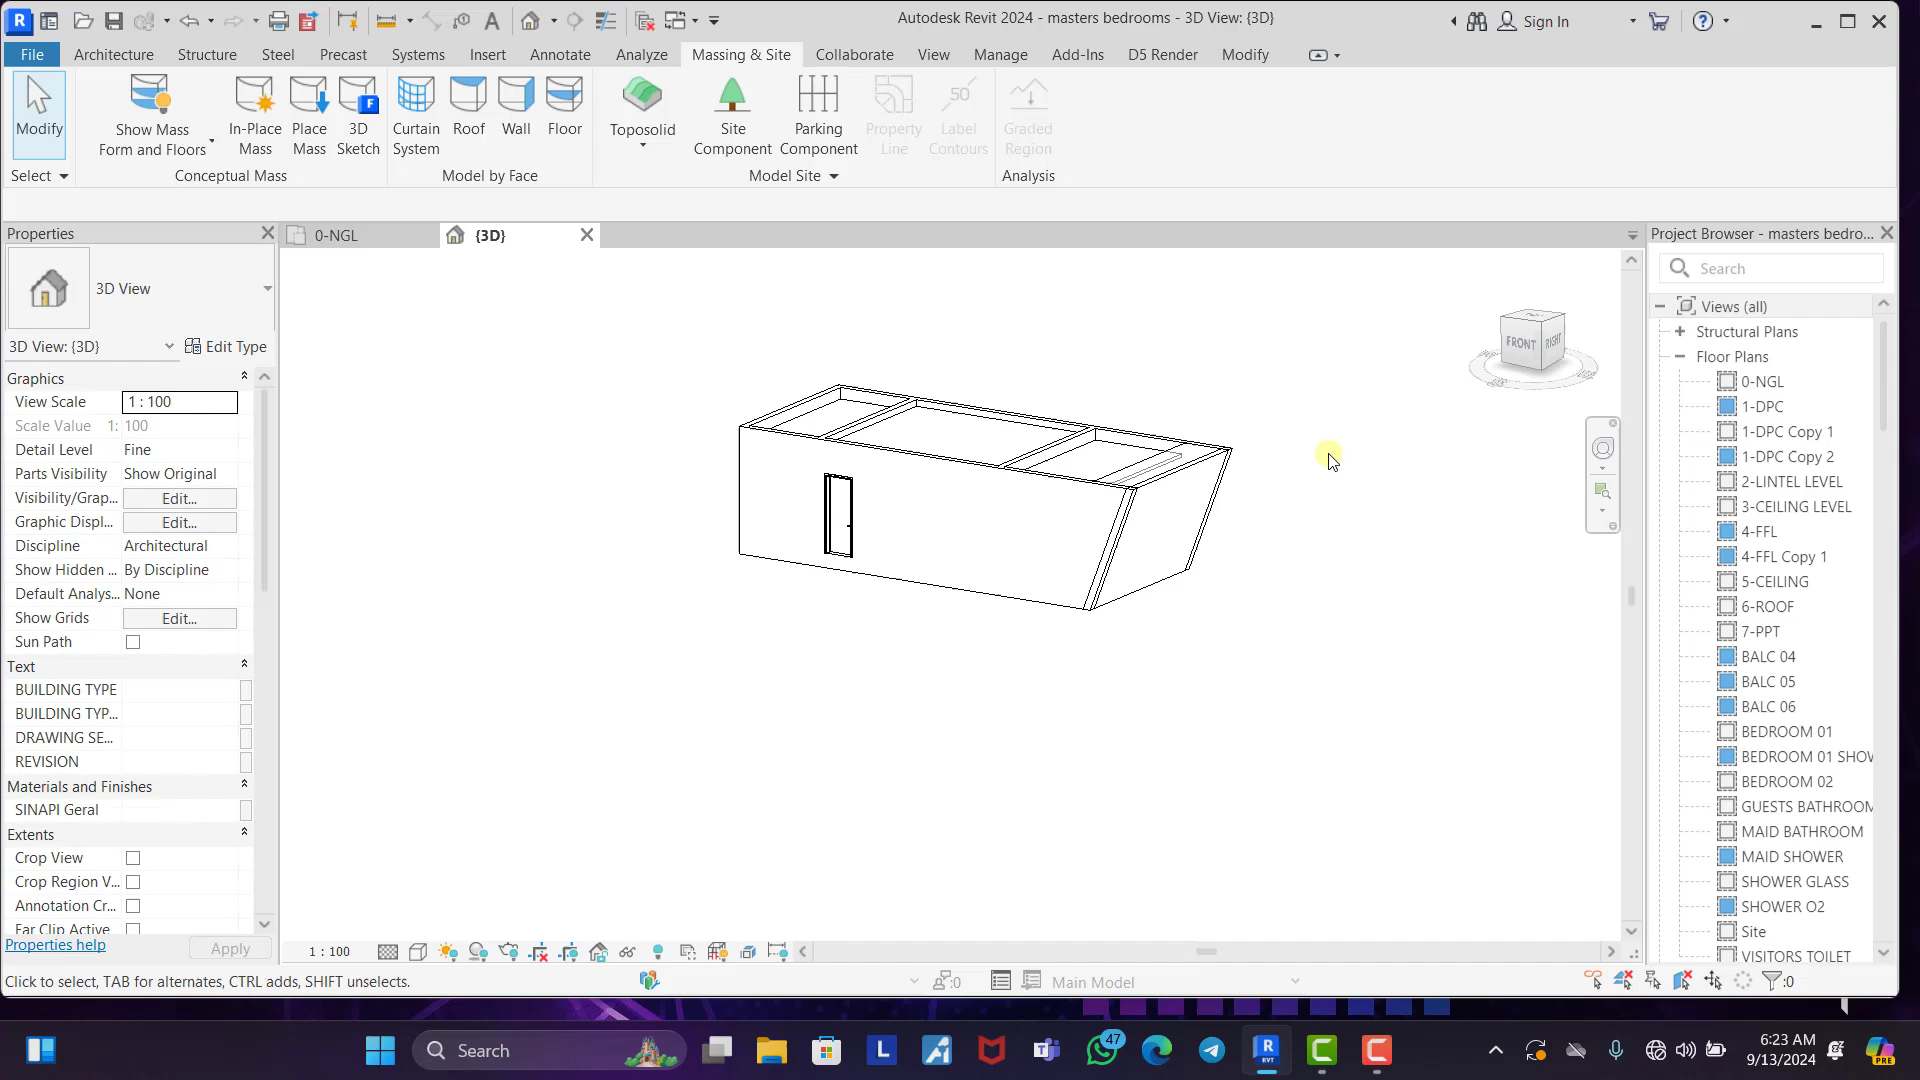 Autodesk Revit 2024 - masters bedrooms - 3D View: {3D}
Sign In
File
Architecture
Structure
Steel
Precast
Systems
Insert
Annotate
Analyze
Massing & Site
Collaborate
View
Manage
Add-Ins
D5 Render
Modify
Modify
Show Mass
Form and Floors
In-Place
Mass
Place
Mass
3D
Sketch
Curtain
System
Roof
Wall
Floor
Toposolid
Site
Component
Parking
Component
Property
Line
50
Label
Contours
Graded
Region
Select
Conceptual Mass
Model by Face
Model Site
Analysis
Properties
3D View
3D View: {3D}
Edit Type
Graphics
View Scale
1 : 100
Scale Value 1:
100
Detail Level
Fine
Parts Visibility
Show Original
Visibility/Grap...
Edit...
Graphic Displ...
Edit...
Discipline
Architectural
Show Hidden ...
By Discipline
Default Analys...
None
Show Grids
Edit...
Sun Path
Text
BUILDING TYPE
BUILDING TYP...
DRAWING SE...
REVISION
Materials and Finishes
SINAPI Geral
Extents
Crop View
Crop Region V...
Annotation Cr...
Far Clip Active
Properties help
Apply
0-NGL
{3D}
FRONT
RIGHT
Project Browser - masters bedro...
Search
Views (all)
Structural Plans
Floor Plans
0-NGL
1-DPC
1-DPC Copy 1
1-DPC Copy 2
2-LINTEL LEVEL
3-CEILING LEVEL
4-FFL
4-FFL Copy 1
5-CEILING
6-ROOF
7-PPT
BALC 04
BALC 05
BALC 06
BEDROOM 01
BEDROOM 01 SHOW
BEDROOM 02
GUESTS BATHROOM
MAID BATHROOM
MAID SHOWER
SHOWER GLASS
SHOWER O2
Site
VISITORS TOILET
1 : 100
Click to select, TAB for alternates, CTRL adds, SHIFT unselects.
:0
Main Model
:0
Search
47
6:23 AM
9/13/2024